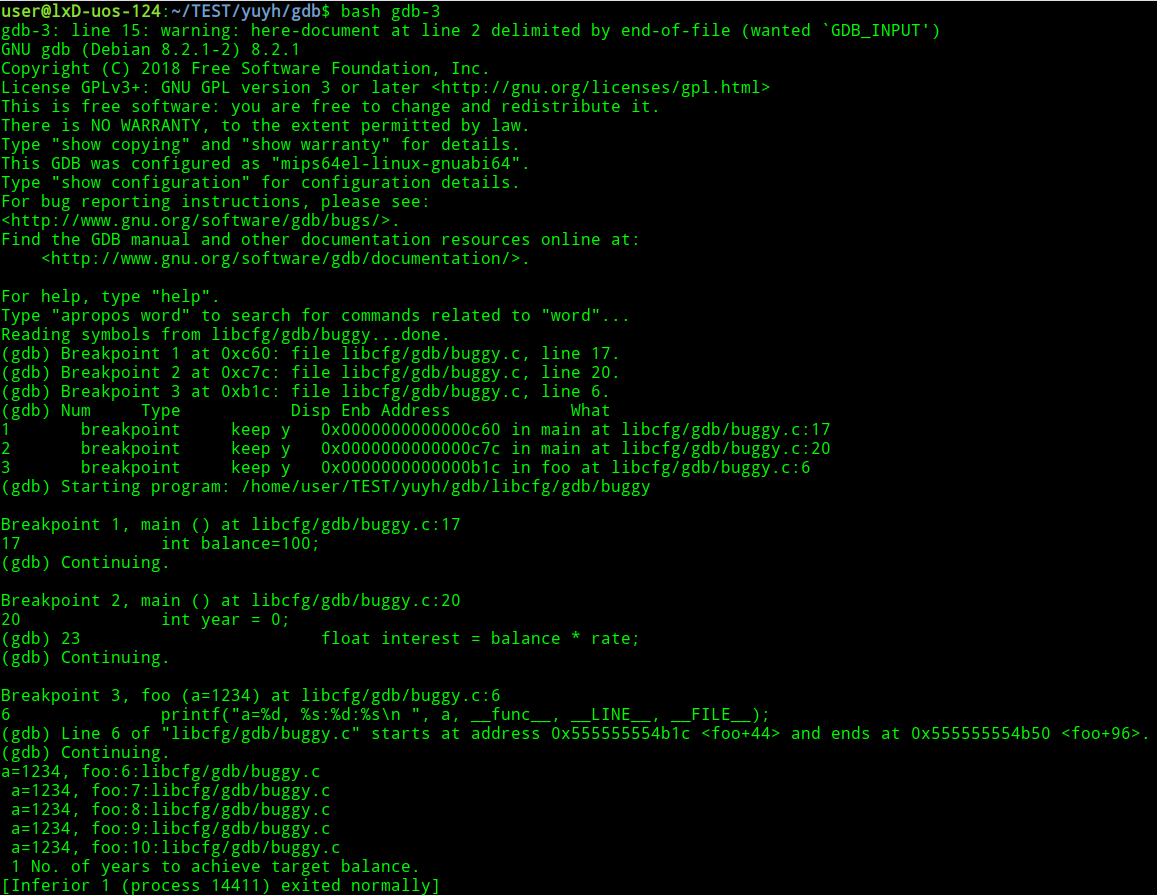 user@lxD-uos-124:~/TEST/yuyh/gdb$ bash gdb-3
gdb-3: line 15: warning: here-document at line 2 delimited by end-of-file (wanted `GDB_INPUT')
GNU gdb (Debian 8.2.1-2) 8.2.1
Copyright (C) 2018 Free Software Foundation, Inc.
License GPLv3+: GNU GPL version 3 or later <http://gnu.org/licenses/gpl.html>
This is free software: you are free to change and redistribute it.
There is NO WARRANTY, to the extent permitted by law.
Type "show copying" and "show warranty" for details.
This GDB was configured as "mips64el-linux-gnuabi64".
Type "show configuration" for configuration details.
For bug reporting instructions, please see:
<http://www.gnu.org/software/gdb/bugs/>.
Find the GDB manual and other documentation resources online at:
    <http://www.gnu.org/software/gdb/documentation/>.

For help, type "help".
Type "apropos word" to search for commands related to "word"...
Reading symbols from libcfg/gdb/buggy...done.
(gdb) Breakpoint 1 at 0xc60: file libcfg/gdb/buggy.c, line 17.
(gdb) Breakpoint 2 at 0xc7c: file libcfg/gdb/buggy.c, line 20.
(gdb) Breakpoint 3 at 0xb1c: file libcfg/gdb/buggy.c, line 6.
(gdb) Num     Type           Disp Enb Address            What
1       breakpoint     keep y   0x0000000000000c60 in main at libcfg/gdb/buggy.c:17
2       breakpoint     keep y   0x0000000000000c7c in main at libcfg/gdb/buggy.c:20
3       breakpoint     keep y   0x0000000000000b1c in foo at libcfg/gdb/buggy.c:6
(gdb) Starting program: /home/user/TEST/yuyh/gdb/libcfg/gdb/buggy

Breakpoint 1, main () at libcfg/gdb/buggy.c:17
17              int balance=100;
(gdb) Continuing.

Breakpoint 2, main () at libcfg/gdb/buggy.c:20
20              int year = 0;
(gdb) 23                        float interest = balance * rate;
(gdb) Continuing.

Breakpoint 3, foo (a=1234) at libcfg/gdb/buggy.c:6
6               printf("a=%d, %s:%d:%s\n ", a, __func__, __LINE__, __FILE__);
(gdb) Line 6 of "libcfg/gdb/buggy.c" starts at address 0x555555554b1c <foo+44> and ends at 0x555555554b50 <foo+96>.
(gdb) Continuing.
a=1234, foo:6:libcfg/gdb/buggy.c
 a=1234, foo:7:libcfg/gdb/buggy.c
 a=1234, foo:8:libcfg/gdb/buggy.c
 a=1234, foo:9:libcfg/gdb/buggy.c
 a=1234, foo:10:libcfg/gdb/buggy.c
 1 No. of years to achieve target balance.
[Inferior 1 (process 14411) exited normally]